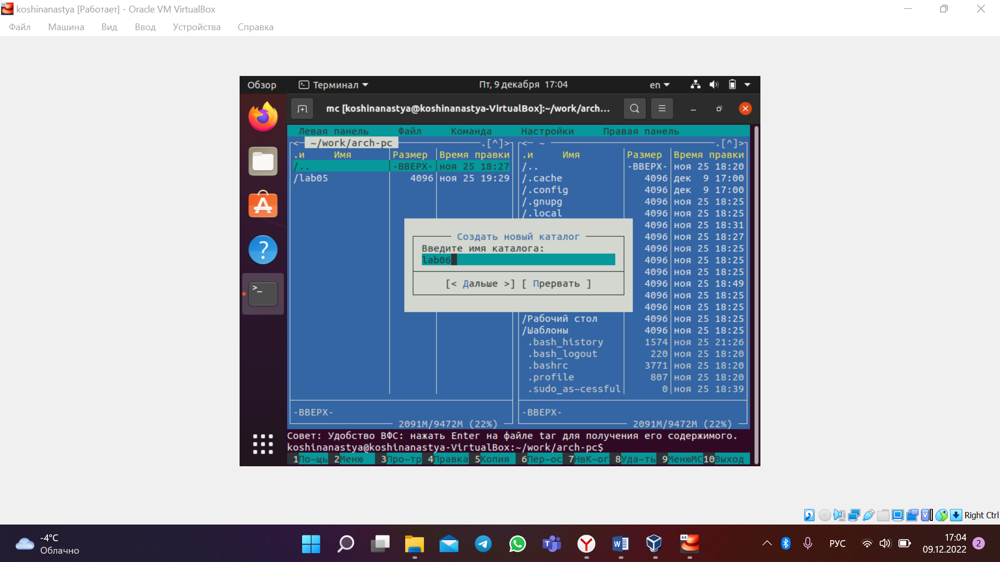 koshinanastya [Работает] - Oracle VM VirtualBox
Файл Машина Вид Ввод Устройства Справка
Обзор Терминал Пт, 9 декабря 17:04 en
mc [koshinanastya@koshinanastya-VirtualBox]:~/work/arch...
Левая панель Файл Команда Настройки Правая панель
<─ ~/work/arch-pc .[^]> <─ ~ .[^]>
.и Имя Размер Время правки .и Имя Размер Время правки
/.. -ВВЕРХ- ноя 25 18:27 /.. -ВВЕРХ- ноя 25 18:20
/lab05 4096 ноя 25 19:29 /.cache 4096 дек 9 17:00
/.config 4096 дек 9 17:00
/.gnupg 4096 ноя 25 18:25
/.local 4096 ноя 25 18:25
4096 ноя 25 18:31
Создать новый каталог 4096 ноя 25 18:27
Введите имя каталога: 4096 ноя 25 18:25
lab06 4096 ноя 25 18:25
4096 ноя 25 18:25
[< Дальше >] [ Прервать ] 4096 ноя 25 18:49
4096 ноя 25 18:25
4096 ноя 25 18:25
/Рабочий стол 4096 ноя 25 18:25
/Шаблоны 4096 ноя 25 18:25
.bash_history 1574 ноя 25 21:26
.bash_logout 220 ноя 25 18:20
.bashrc 3771 ноя 25 18:20
.profile 807 ноя 25 18:20
.sudo_as~cessful 0 ноя 25 18:39
-ВВЕРХ- -ВВЕРХ-
2091M/9472M (22%) 2091M/9472M (22%)
Совет: Удобство ВФС: нажать Enter на файле tar для получения его содержимого.
koshinanastya@koshinanastya-VirtualBox:~/work/arch-pc$
1По~щь 2Меню 3Про~тр 4Правка 5Копия 6Пер~ос 7НвК~ог 8Уда~ть 9МенюМС 10Выход
Right Ctrl
-4°C
Облачно
64
РУС
17:04
09.12.2022
2